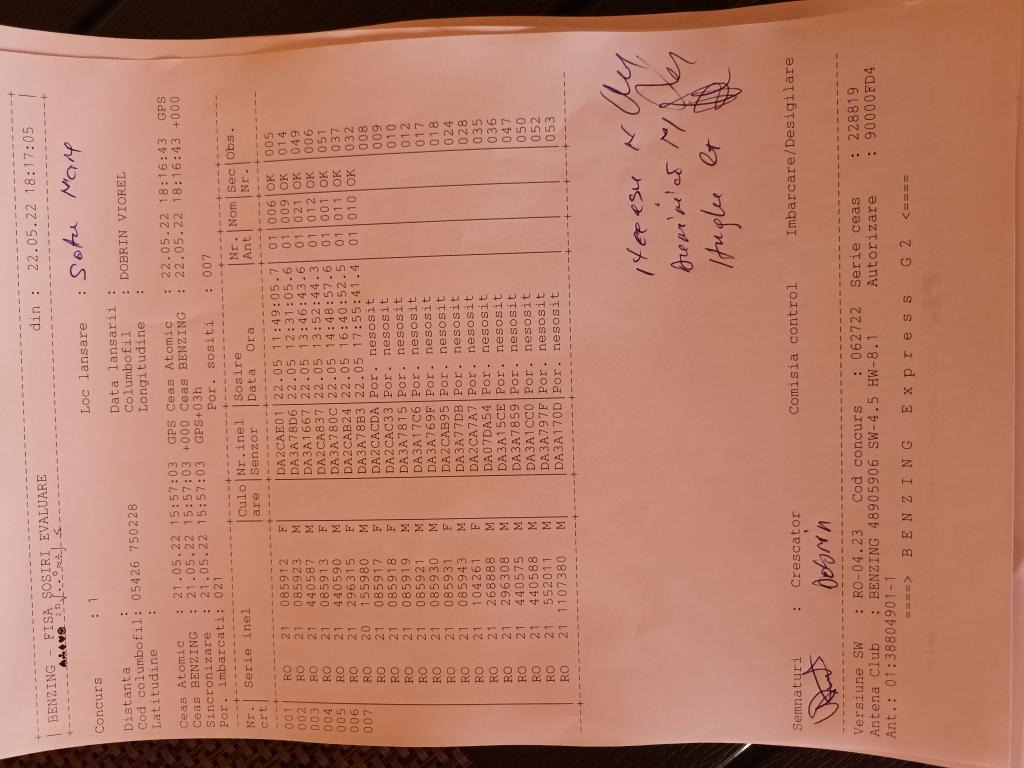 BENZING - FISA SOSIRI EVALUARE din : 22.05.22 18:17:05
Concurs : 1 Loc lansare : Satu Mare
Distanta : Data lansarii :
Cod columbofil: 05426 750228 Columbofil : DOBRIN VIOREL
Latitudine : Longitudine :
Ceas Atomic : 21.05.22 15:57:03 GPS Ceas Atomic : 22.05.22 18:16:43 GPS
Ceas BENZING : 21.05.22 15:57:03 +000 Ceas BENZING : 22.05.22 18:16:43 +000
Sincronizare : 21.05.22 15:57:03 GPS+03h
Por. imbarcati: 021 Por. sositi : 007
Nr. Serie inel Culo Nr.inel Sosire Nr. Nom Sec Obs.
crt are Senzor Data Ora Ant Nr.
001 RO 21 085912 F DA2CAE01 22.05 11:49:05.7 01 006 OK 005
002 RO 21 085923 M DA3A78D6 22.05 12:31:05.6 01 009 OK 014
003 RO 21 440587 M DA3A1667 22.05 13:46:43.6 01 021 OK 049
004 RO 21 085913 F DA2CAB37 22.05 13:52:44.3 01 012 OK 006
005 RO 21 440590 M DA3A780C 22.05 14:48:57.6 01 001 OK 051
006 RO 21 296316 F DA2CAB24 22.05 16:40:52.5 01 011 OK 037
007 RO 20 155980 M DA3A78B3 22.05 17:55:41.4 01 010 OK 032
RO 21 085917 F DA2CACDA Por. nesosit 008
RO 21 085918 F DA2CAC33 Por. nesosit 009
RO 21 085919 M DA3A7815 Por. nesosit 010
RO 21 085921 M DA3A17C6 Por. nesosit 012
RO 21 085930 M DA3A769F Por. nesosit 017
RO 21 085931 F DA2CAB95 Por. nesosit 018
RO 21 085943 M DA3A77DB Por. nesosit 024
RO 21 104261 F DA2CA7A7 Por. nesosit 028
RO 21 268888 M DA07DA54 Por. nesosit 035
RO 21 296308 M DA3A15CE Por. nesosit 036
RO 21 440575 M DA3A7859 Por. nesosit 047
RO 21 440588 M DA3A1CC0 Por. nesosit 050
RO 21 552011 M DA3A797F Por. nesosit 052
RO 21 1107380 M DA3A170D Por. nesosit 053
Semnaturi : Crescator Comisia control Imbarcare/Desigilare
Dobrin
Versiune SW : RO-04.23 Cod concurs : 062722 Serie ceas : 228819
Antena Club : BENZING 48905906 SW-4.5 HW-8.1 Autorizare : 90000FD4
Ant.: 01:38804901-1
====> B E N Z I N G E x p r e s s G 2 <====